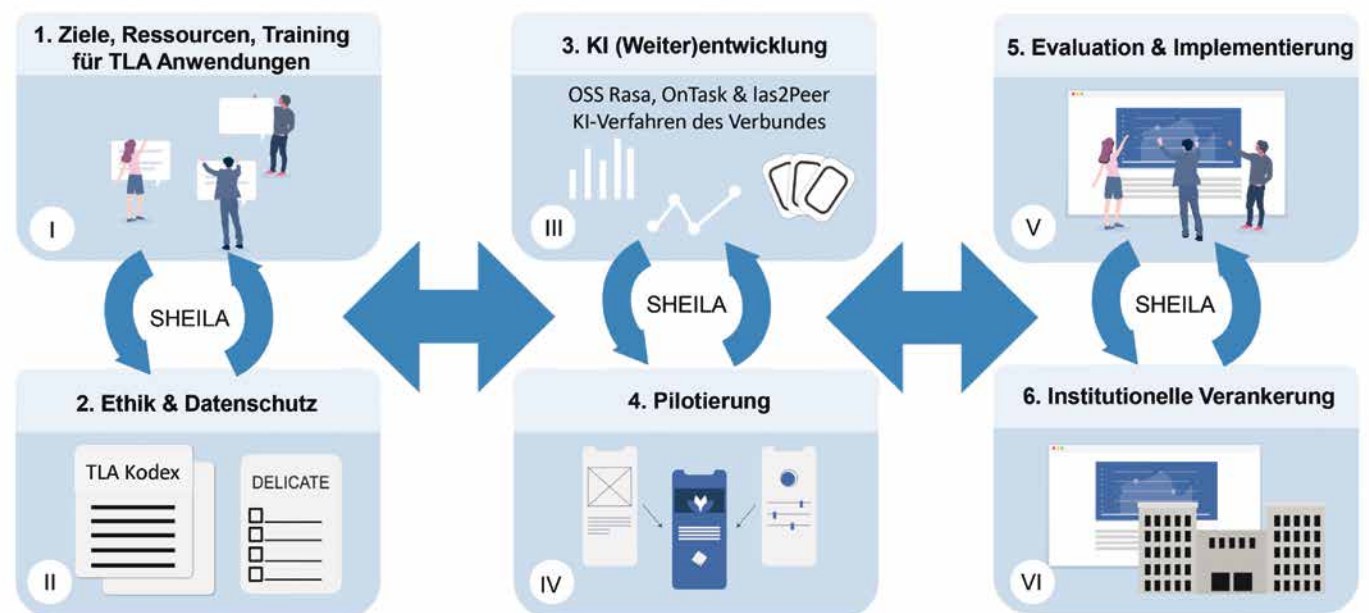 1. Ziele, Ressourcen, Training
für TLA Anwendungen
I
SHEILA
2. Ethik & Datenschutz
TLA Kodex
DELICATE
II
3. KI (Weiter)entwicklung
OSS Rasa, OnTask & las2Peer
KI-Verfahren des Verbundes
III
SHEILA
4. Pilotierung
IV
5. Evaluation & Implementierung
V
SHEILA
6. Institutionelle Verankerung
VI